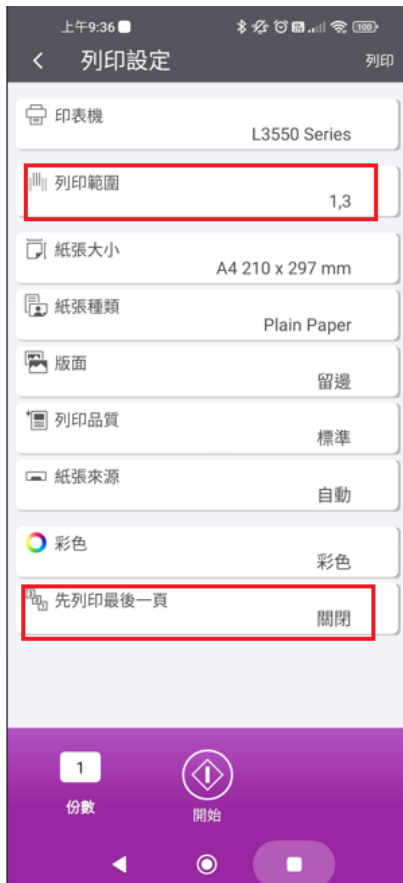 上午9:36
100
列印設定
列印
印表機
L3550 Series
列印範圍
1,3
紙張大小
A4 210 x 297 mm
紙張種類
Plain Paper
版面
留邊
列印品質
標準
紙張來源
自動
彩色
彩色
先列印最後一頁
關閉
1
份數
開始